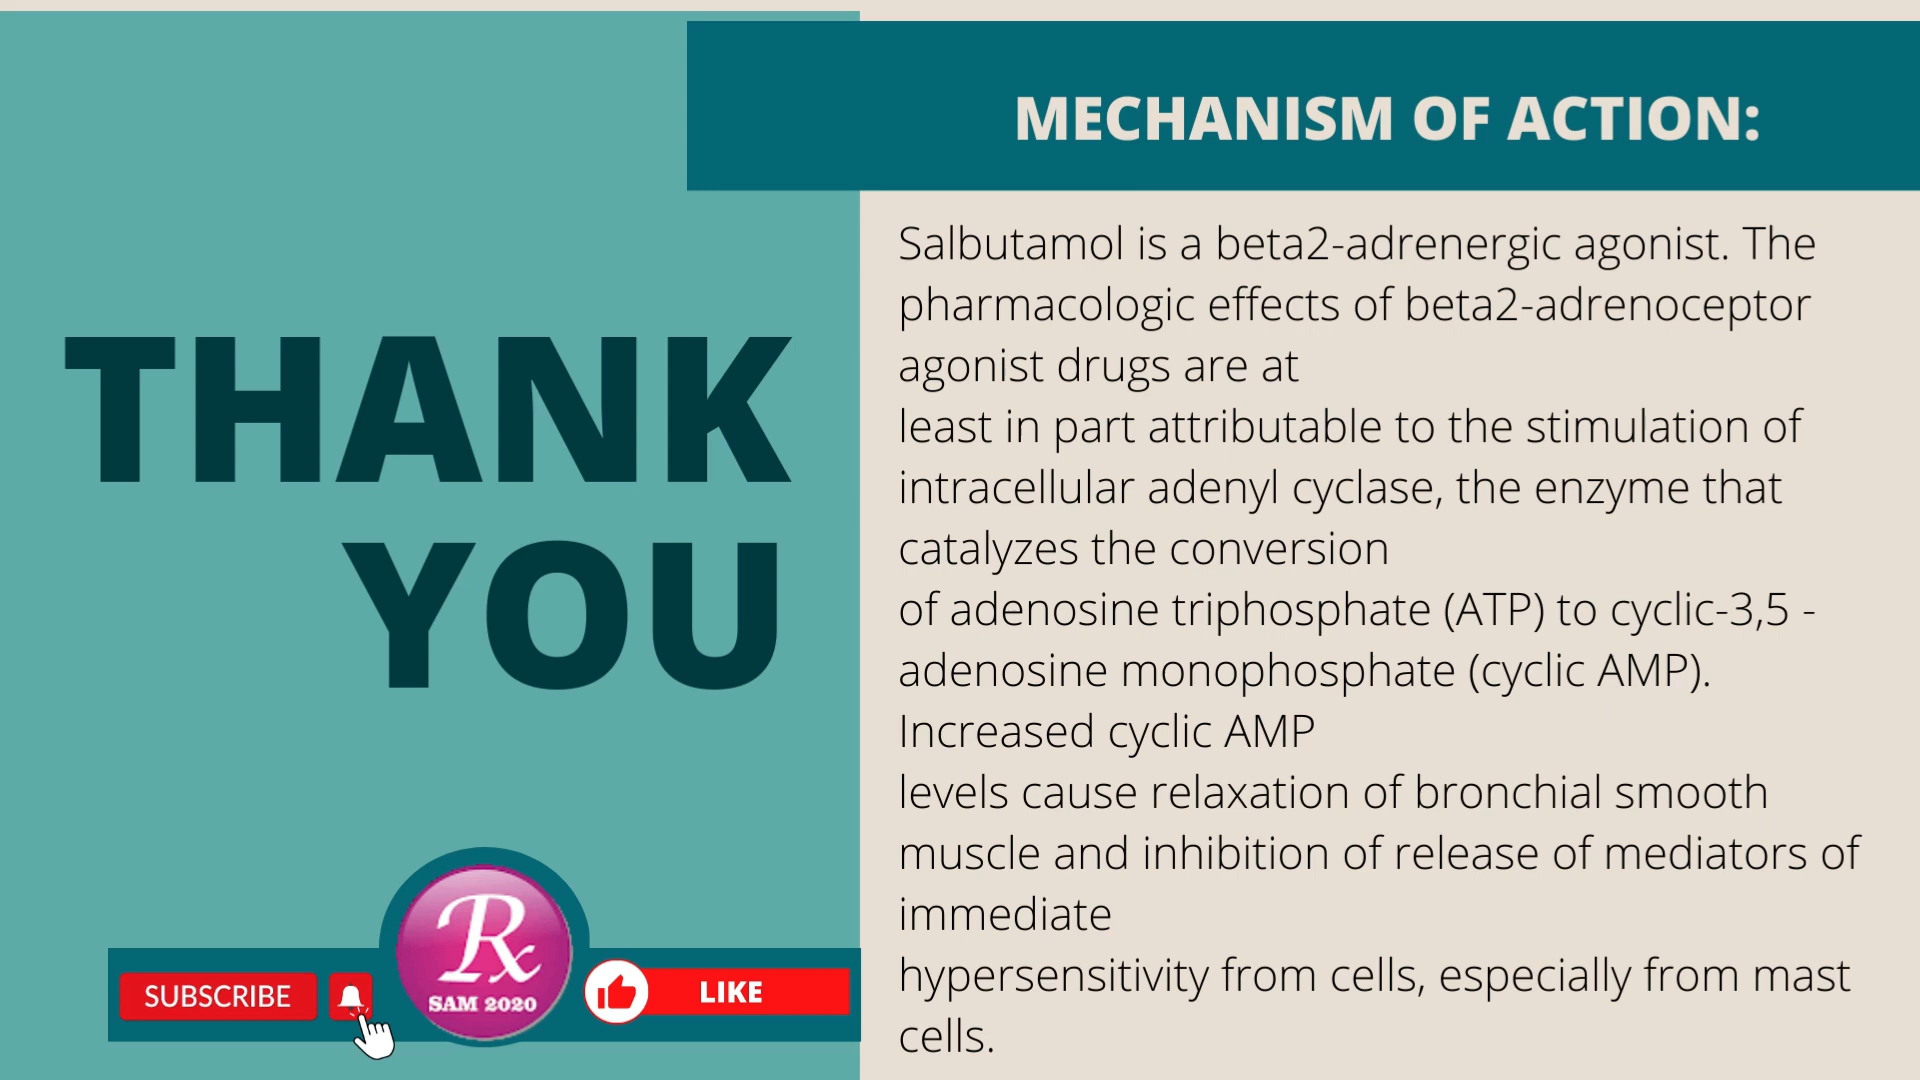 THANK
YOU
SUBSCRIBE
Rx
SAM 2020
LIKE
MECHANISM OF ACTION:
Salbutamol is a beta2-adrenergic agonist. The
pharmacologic effects of beta2-adrenoceptor
agonist drugs are at
least in part attributable to the stimulation of
intracellular adenyl cyclase, the enzyme that
catalyzes the conversion
of adenosine triphosphate (ATP) to cyclic-3,5 -
adenosine monophosphate (cyclic AMP).
Increased cyclic AMP
levels cause relaxation of bronchial smooth
muscle and inhibition of release of mediators of
immediate
hypersensitivity from cells, especially from mast
cells.